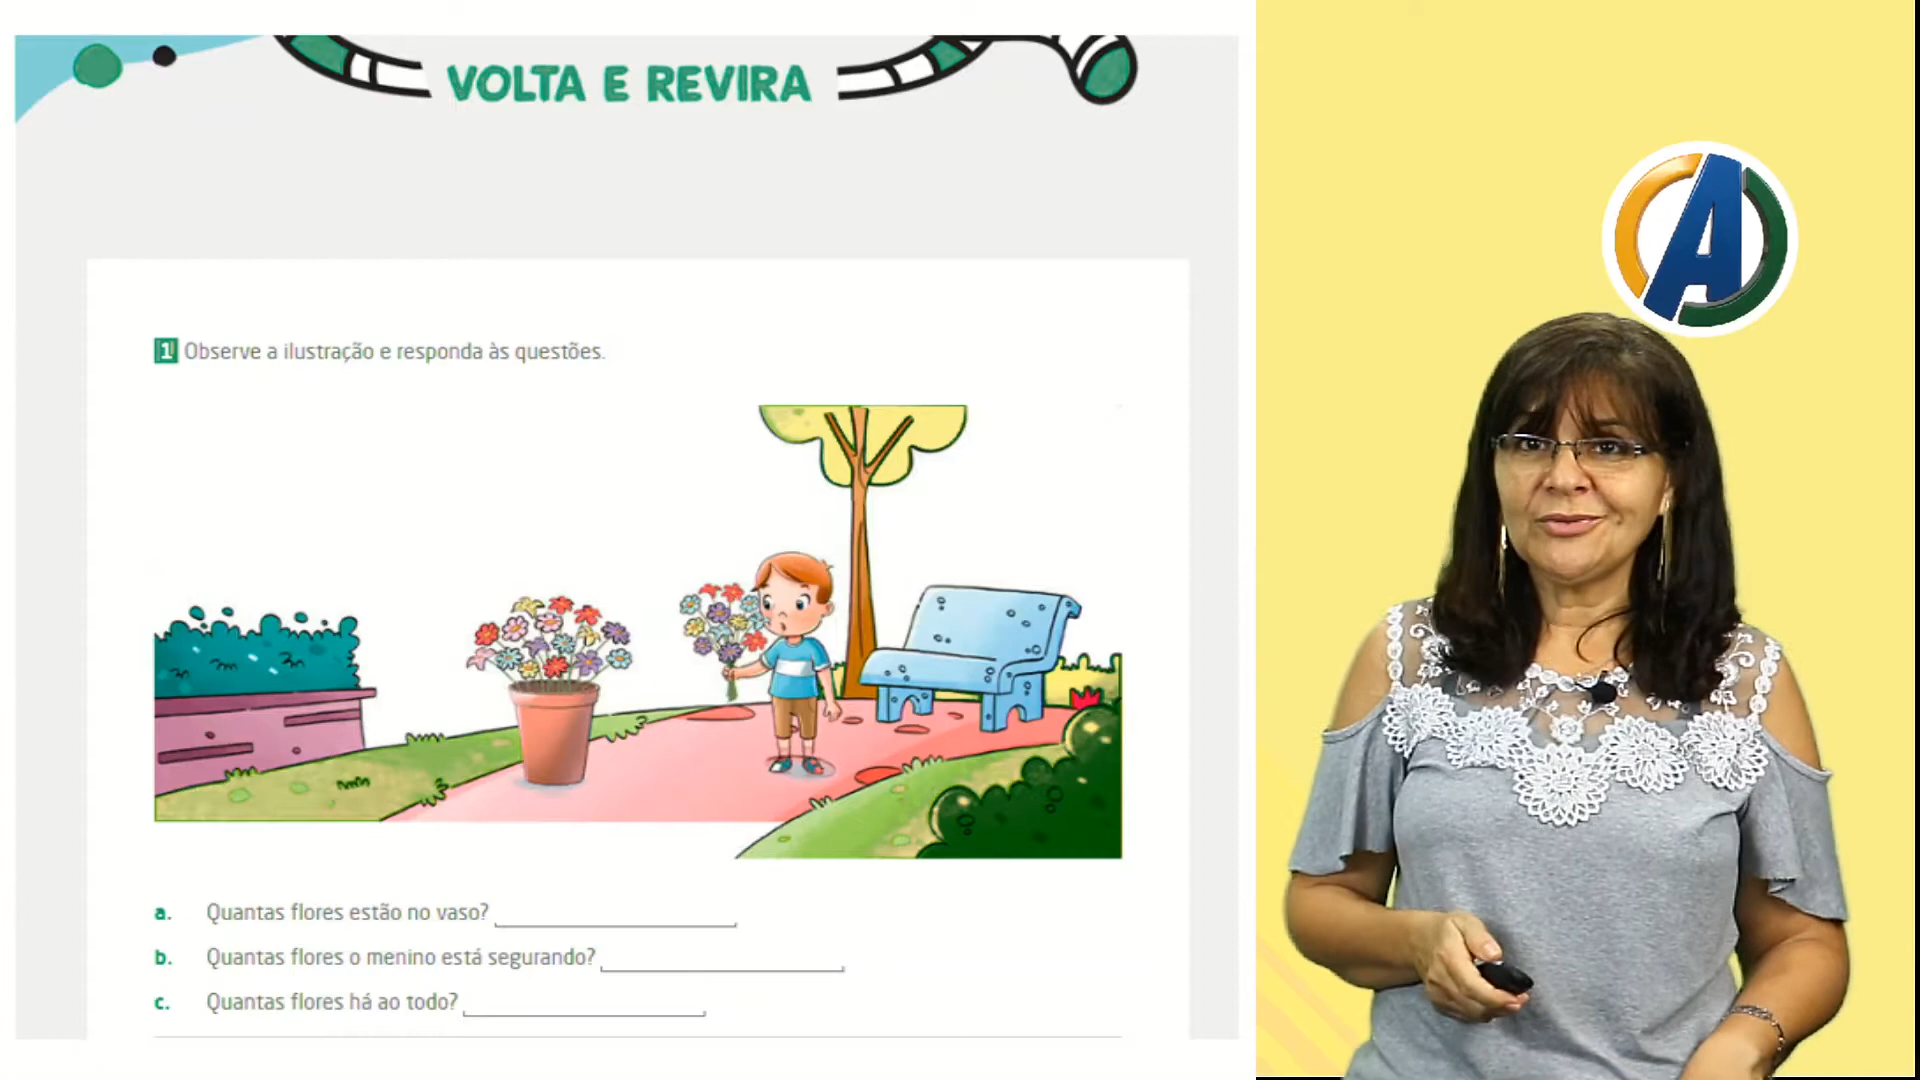 VOLTA E REVIRA
1 Observe a ilustração e responda às questões.
a. Quantas flores estão no vaso?
b. Quantas flores o menino está segurando?
c. Quantas flores há ao todo?
A